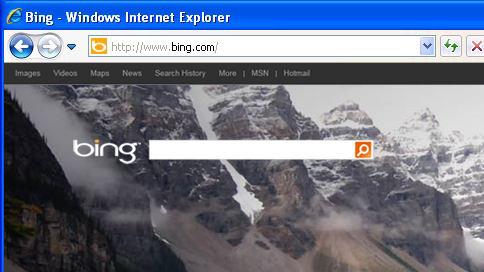 Bing - Windows Internet Explorer
http://www.bing.com/
Images Videos Maps News Search History More | MSN | Hotmail
bing